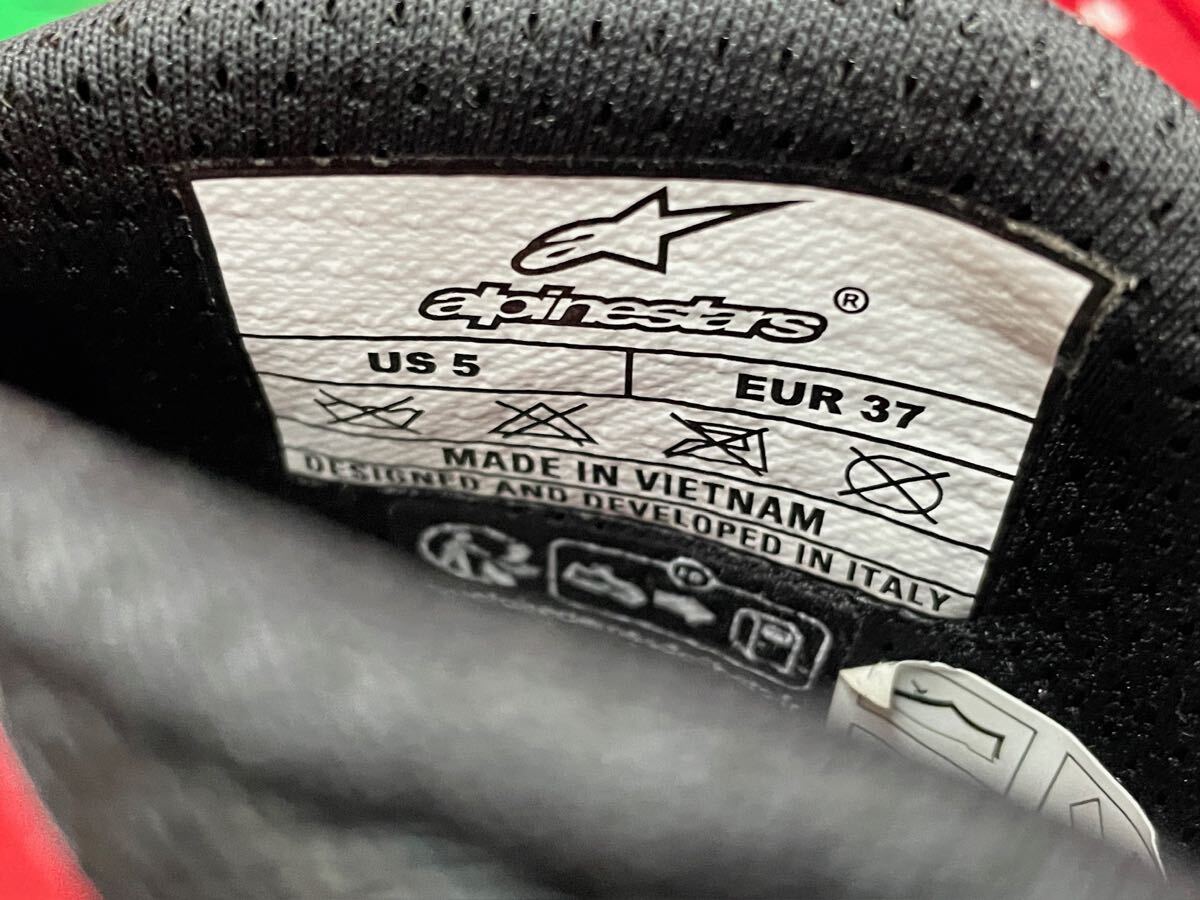 alpinestars®
US 5 EUR 37
MADE IN VIETNAM
DESIGNED AND DEVELOPED IN ITALY